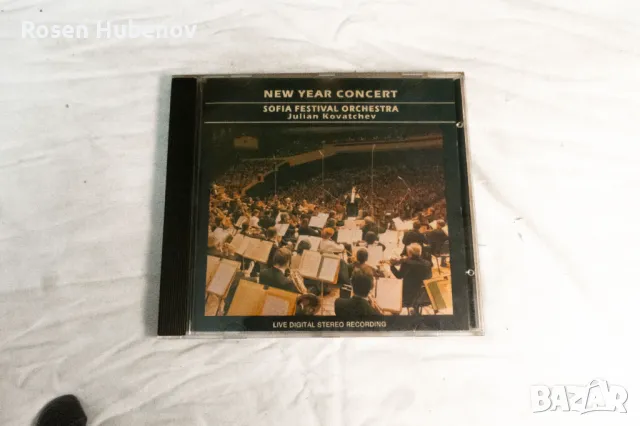 Rosen Hubenov
NEW YEAR CONCERT
SOFIA FESTIVAL ORCHESTRA
Julian Kovatchev
LIVE DIGITAL STEREO RECORDING
BAZAR